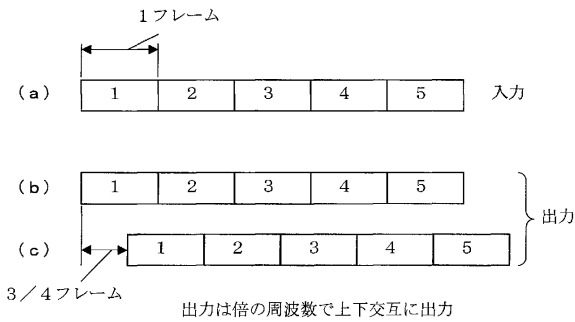 1フレーム
(a) 1 2 3 4 5 入力
(b) 1 2 3 4 5
出力
(c) 1 2 3 4 5
3/4フレーム
出力は倍の周波数で上下交互に出力